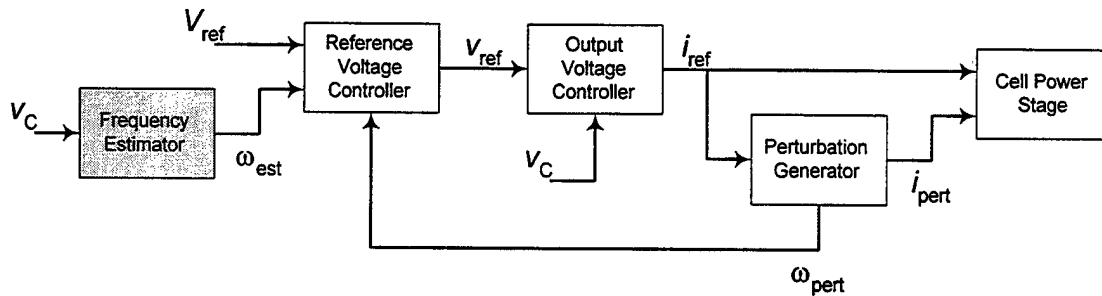 V_ref
Reference
Voltage
Controller
v_ref
Output
Voltage
Controller
i_ref
Cell Power
Stage
v_C
Frequency
Estimator
ω_est
v_C
Perturbation
Generator
i_pert
ω_pert